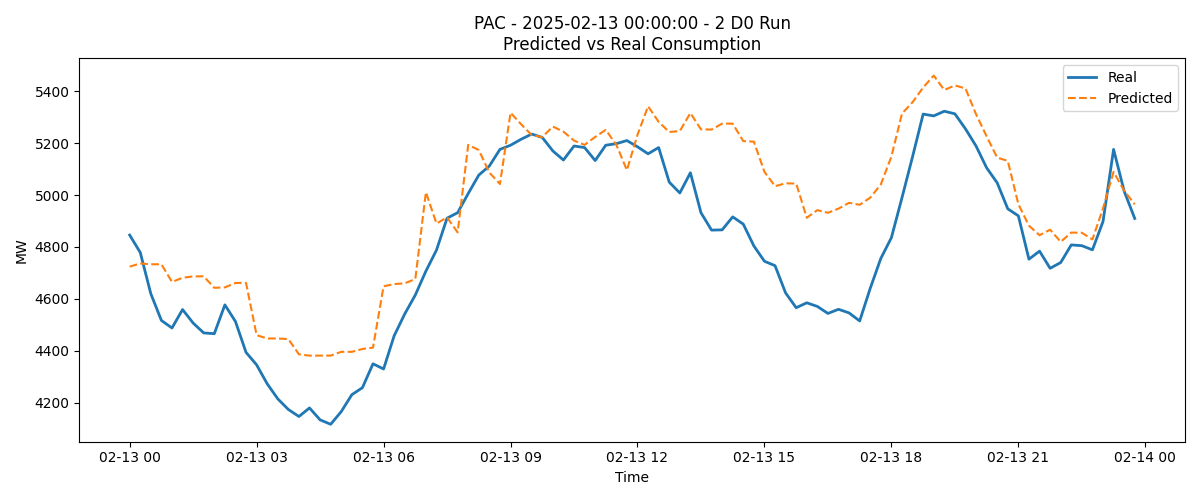 PAC - 2025-02-13 00:00:00 - 2 D0 Run
Predicted vs Real Consumption
Real
Predicted
MW
5400
5200
5000
4800
4600
4400
4200
02-13 00
02-13 03
02-13 06
02-13 09
02-13 12
02-13 15
02-13 18
02-13 21
02-14 00
Time